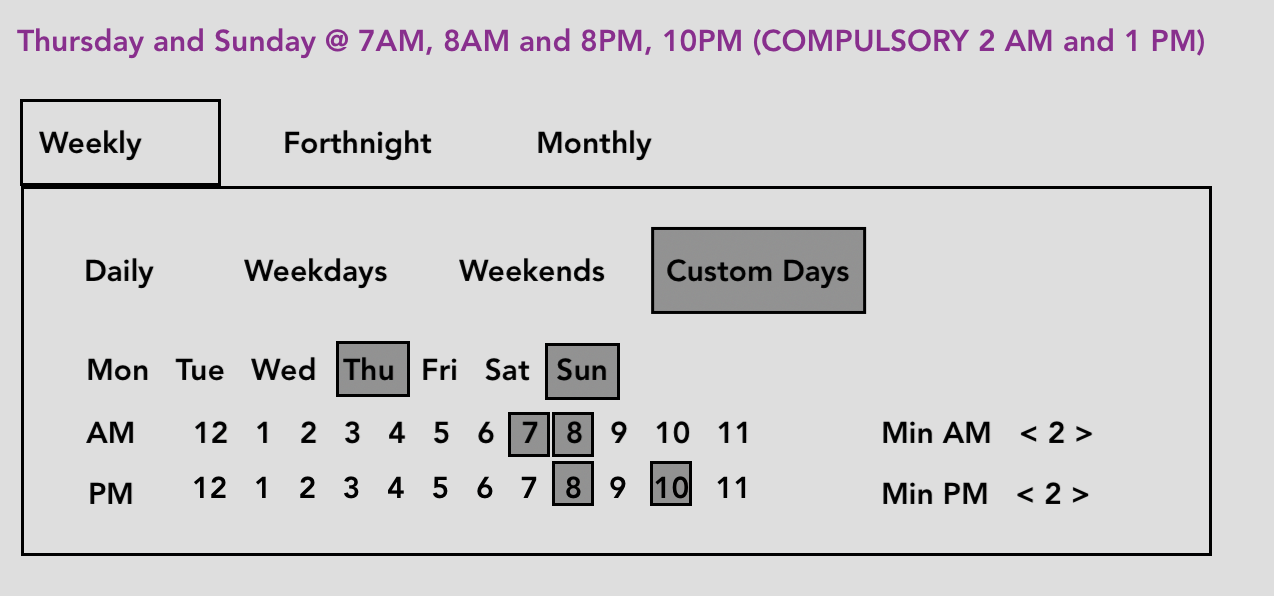 Thursday and Sunday @ 7AM, 8AM and 8PM, 10PM (COMPULSORY 2 AM and 1 PM)
Weekly Forthnight Monthly
Daily Weekdays Weekends Custom Days
Mon Tue Wed Thu Fri Sat Sun
AM 12 1 2 3 4 5 6 7 8 9 10 11 Min AM < 2 >
PM 12 1 2 3 4 5 6 7 8 9 10 11 Min PM < 2 >